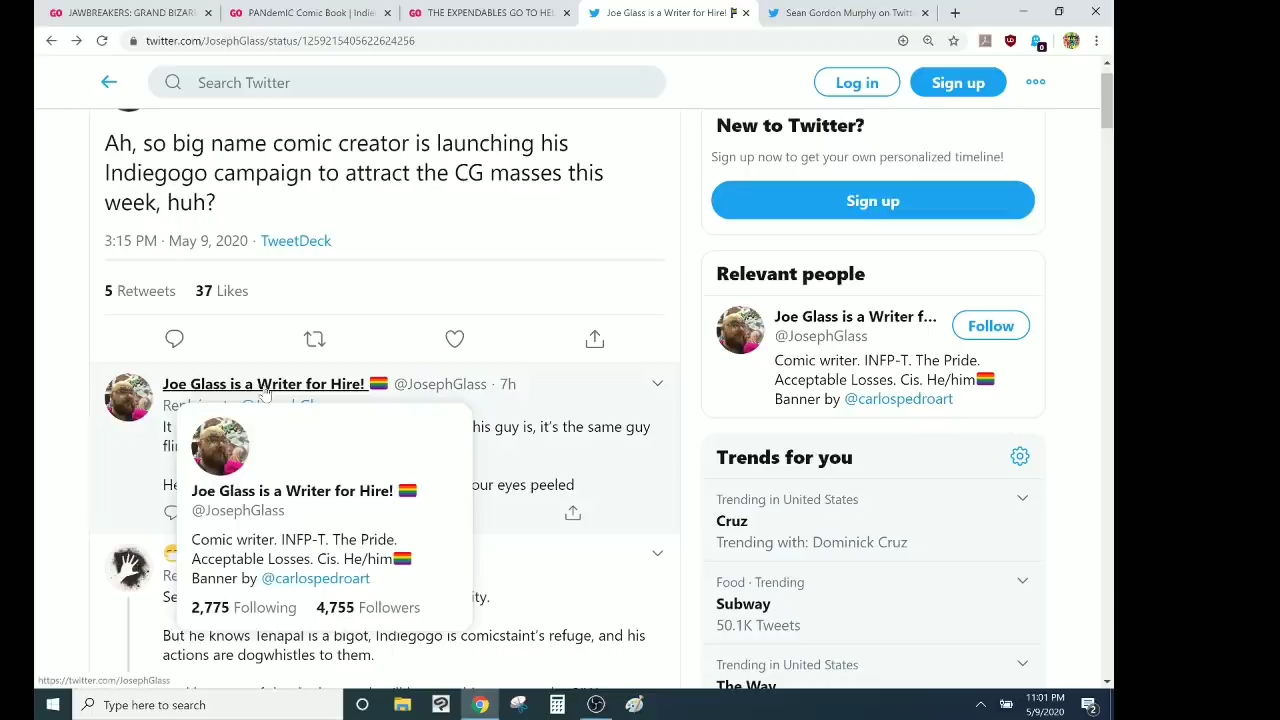 JAWBREAKERS: GRAND BIZAR
PANdemIC Comic Book | Indie
THE EXPENDABLES GO TO HEL
Joe Glass is a Writer for Hire!
Sean Gordon Murphy on Twitt
twitter.com/JosephGlass/status/1259215405622624256
Search Twitter
Log in
Sign up
Ah, so big name comic creator is launching his
Indiegogo campaign to attract the CG masses this
week, huh?
3:15 PM · May 9, 2020 · TweetDeck
5 Retweets 37 Likes
Joe Glass is a Writer for Hire! @JosephGlass · 7h
It
his guy is, it's the same guy
our eyes peeled
Joe Glass is a Writer for Hire!
@JosephGlass
Comic writer. INFP-T. The Pride.
Acceptable Losses. Cis. He/him
Banner by @carlospedroart
2,775 Following 4,755 Followers
But he knows Tenapal is a bigot, Indiegogo is comicstaint's refuge, and his
actions are dogwhistles to them.
https://twitter.com/JosephGlass
New to Twitter?
Sign up now to get your own personalized timeline!
Sign up
Relevant people
Joe Glass is a Writer f...
@JosephGlass
Follow
Comic writer. INFP-T. The Pride.
Acceptable Losses. Cis. He/him
Banner by @carlospedroart
Trends for you
Trending in United States
Cruz
Trending with: Dominick Cruz
Food · Trending
Subway
50.1K Tweets
Trending in United States
The Way
Type here to search
11:01 PM
5/9/2020
2